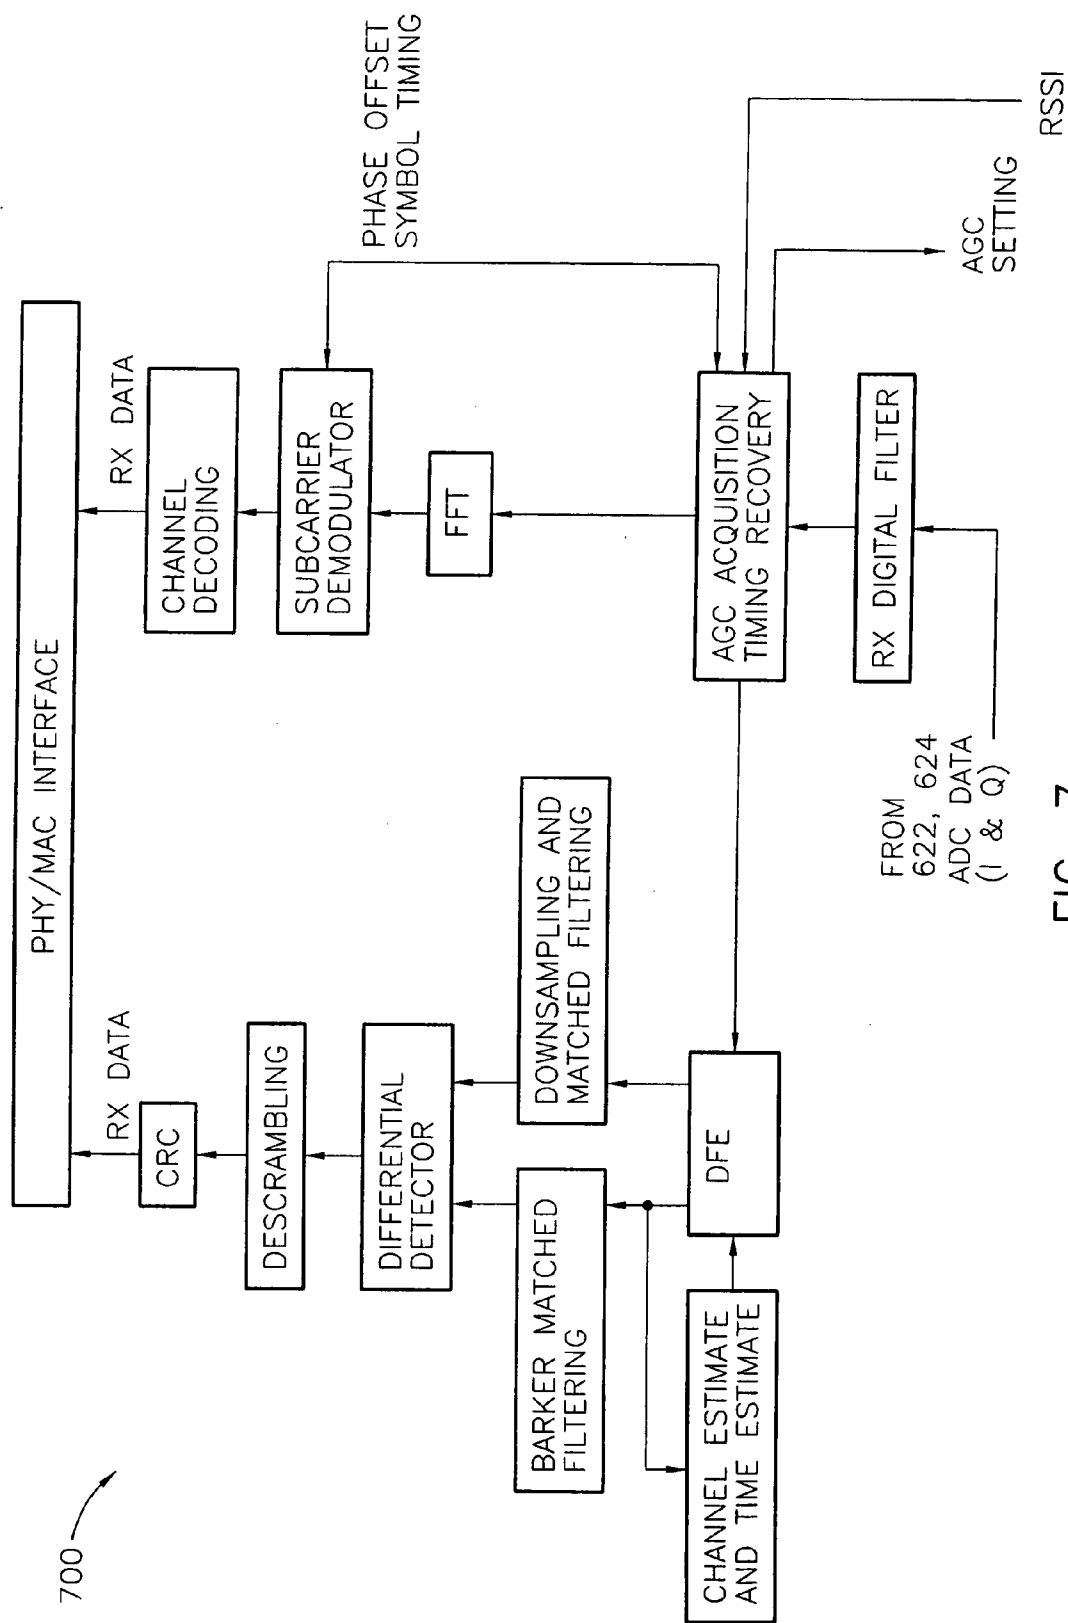 700
PHY/MAC INTERFACE
RX DATA
RX DATA
CRC
CHANNEL
DECODING
DESCRAMBLING
SUBCARRIER
DEMODULATOR
PHASE OFFSET
SYMBOL TIMING
DIFFERENTIAL
DETECTOR
FFT
BARKER MATCHED
FILTERING
DOWNSAMPLING AND
MATCHED FILTERING
CHANNEL ESTIMATE
AND TIME ESTIMATE
DFE
AGC ACQUISITION
TIMING RECOVERY
RX DIGITAL FILTER
FROM
622, 624
ADC DATA
(I & Q)
AGC
SETTING
RSSI
FIG. 7